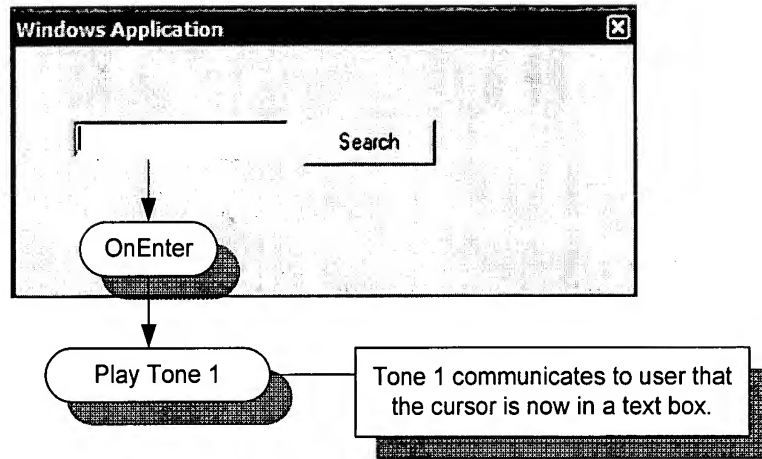 Windows Application
Search
OnEnter
Play Tone 1
Tone 1 communicates to user that
the cursor is now in a text box.